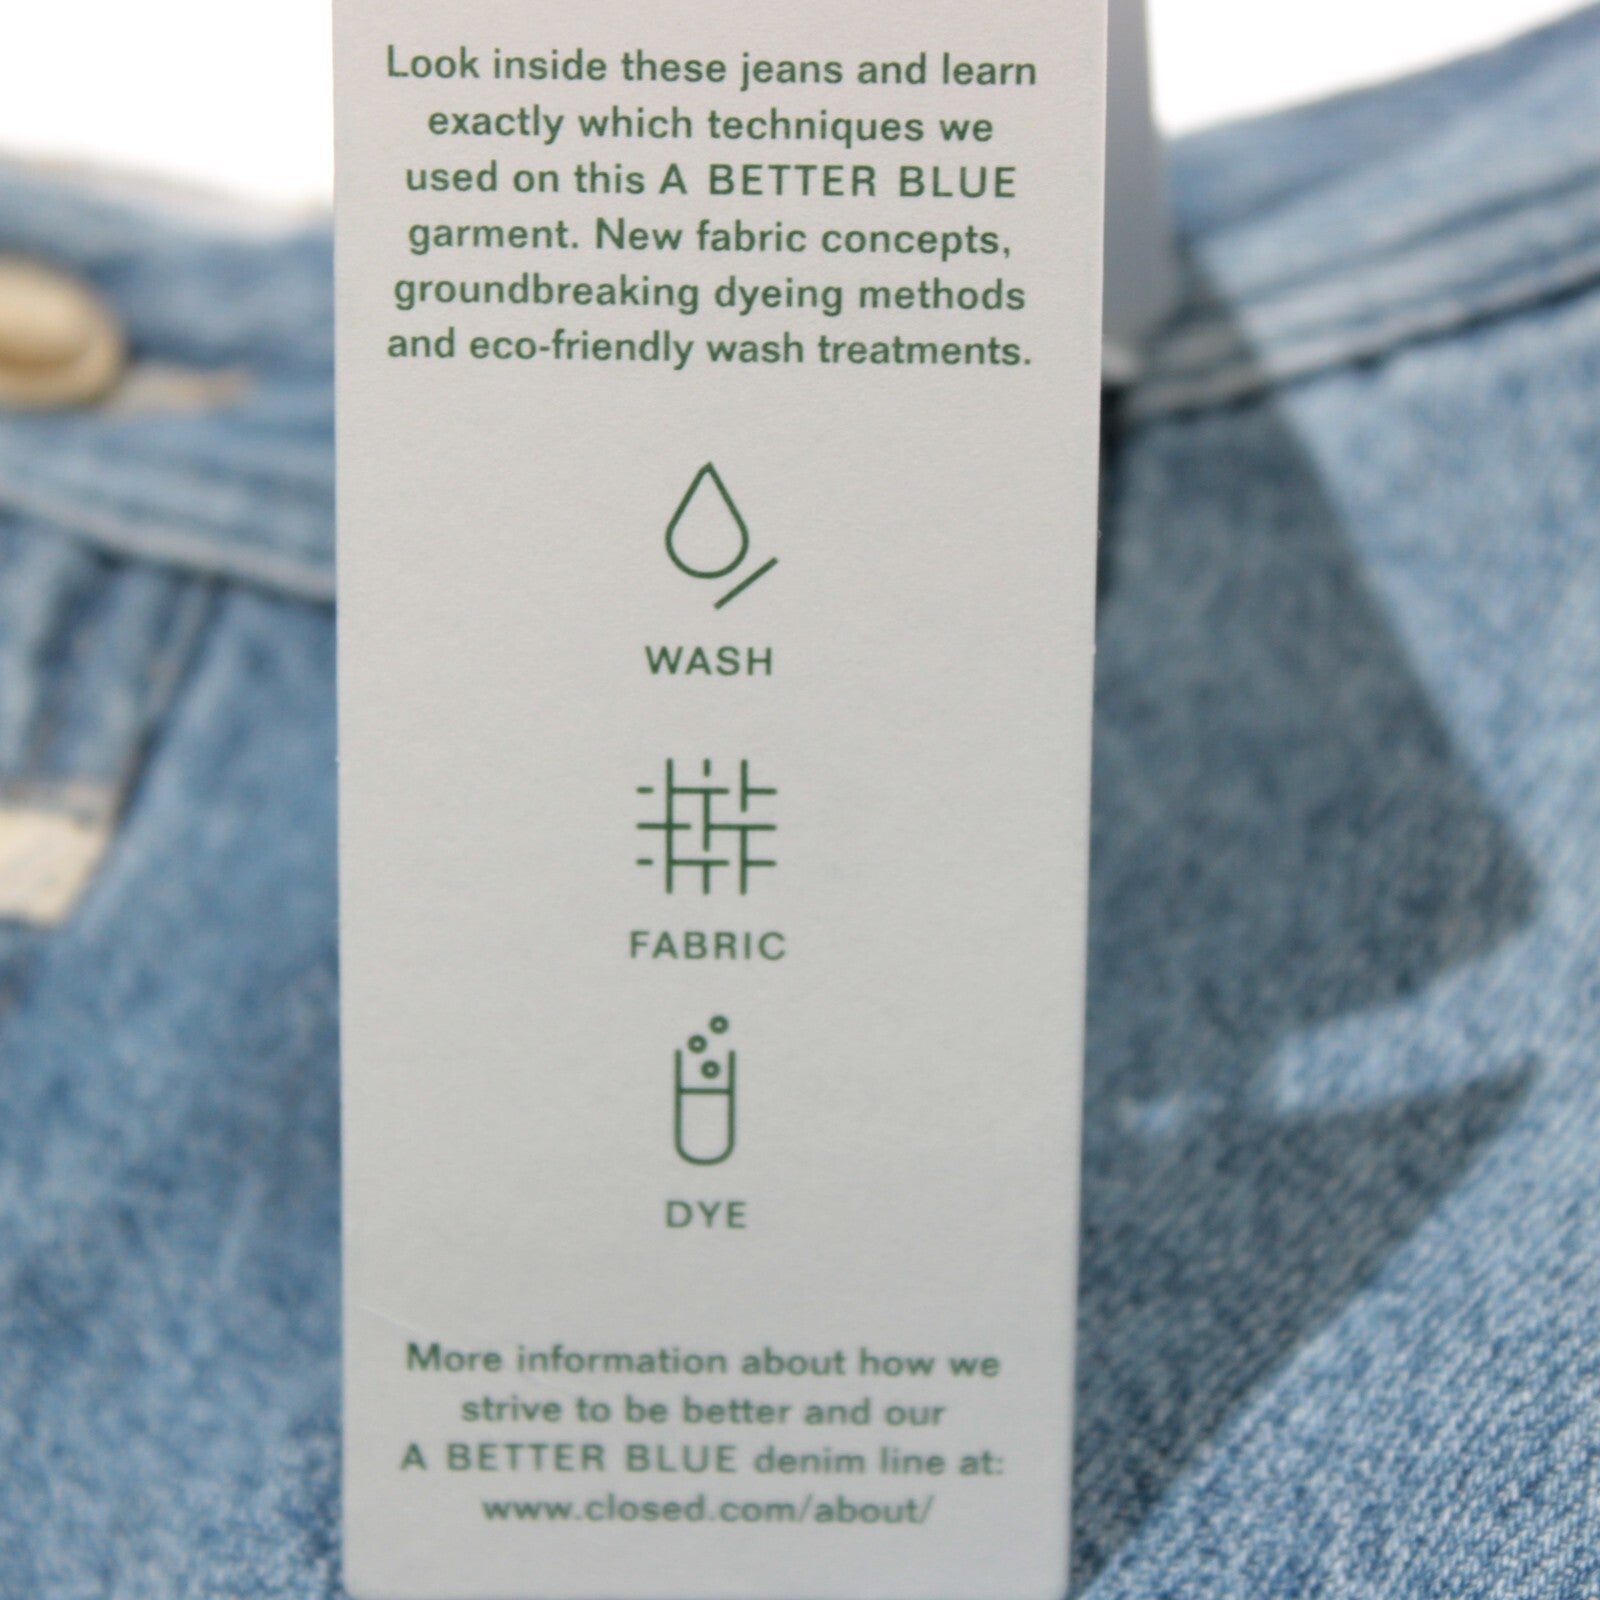 Look inside these jeans and learn
exactly which techniques we
used on this A BETTER BLUE
garment. New fabric concepts,
groundbreaking dyeing methods
and eco-friendly wash treatments.
WASH
FABRIC
DYE
More information about how we
strive to be better and our
A BETTER BLUE denim line at:
www.closed.com/about/